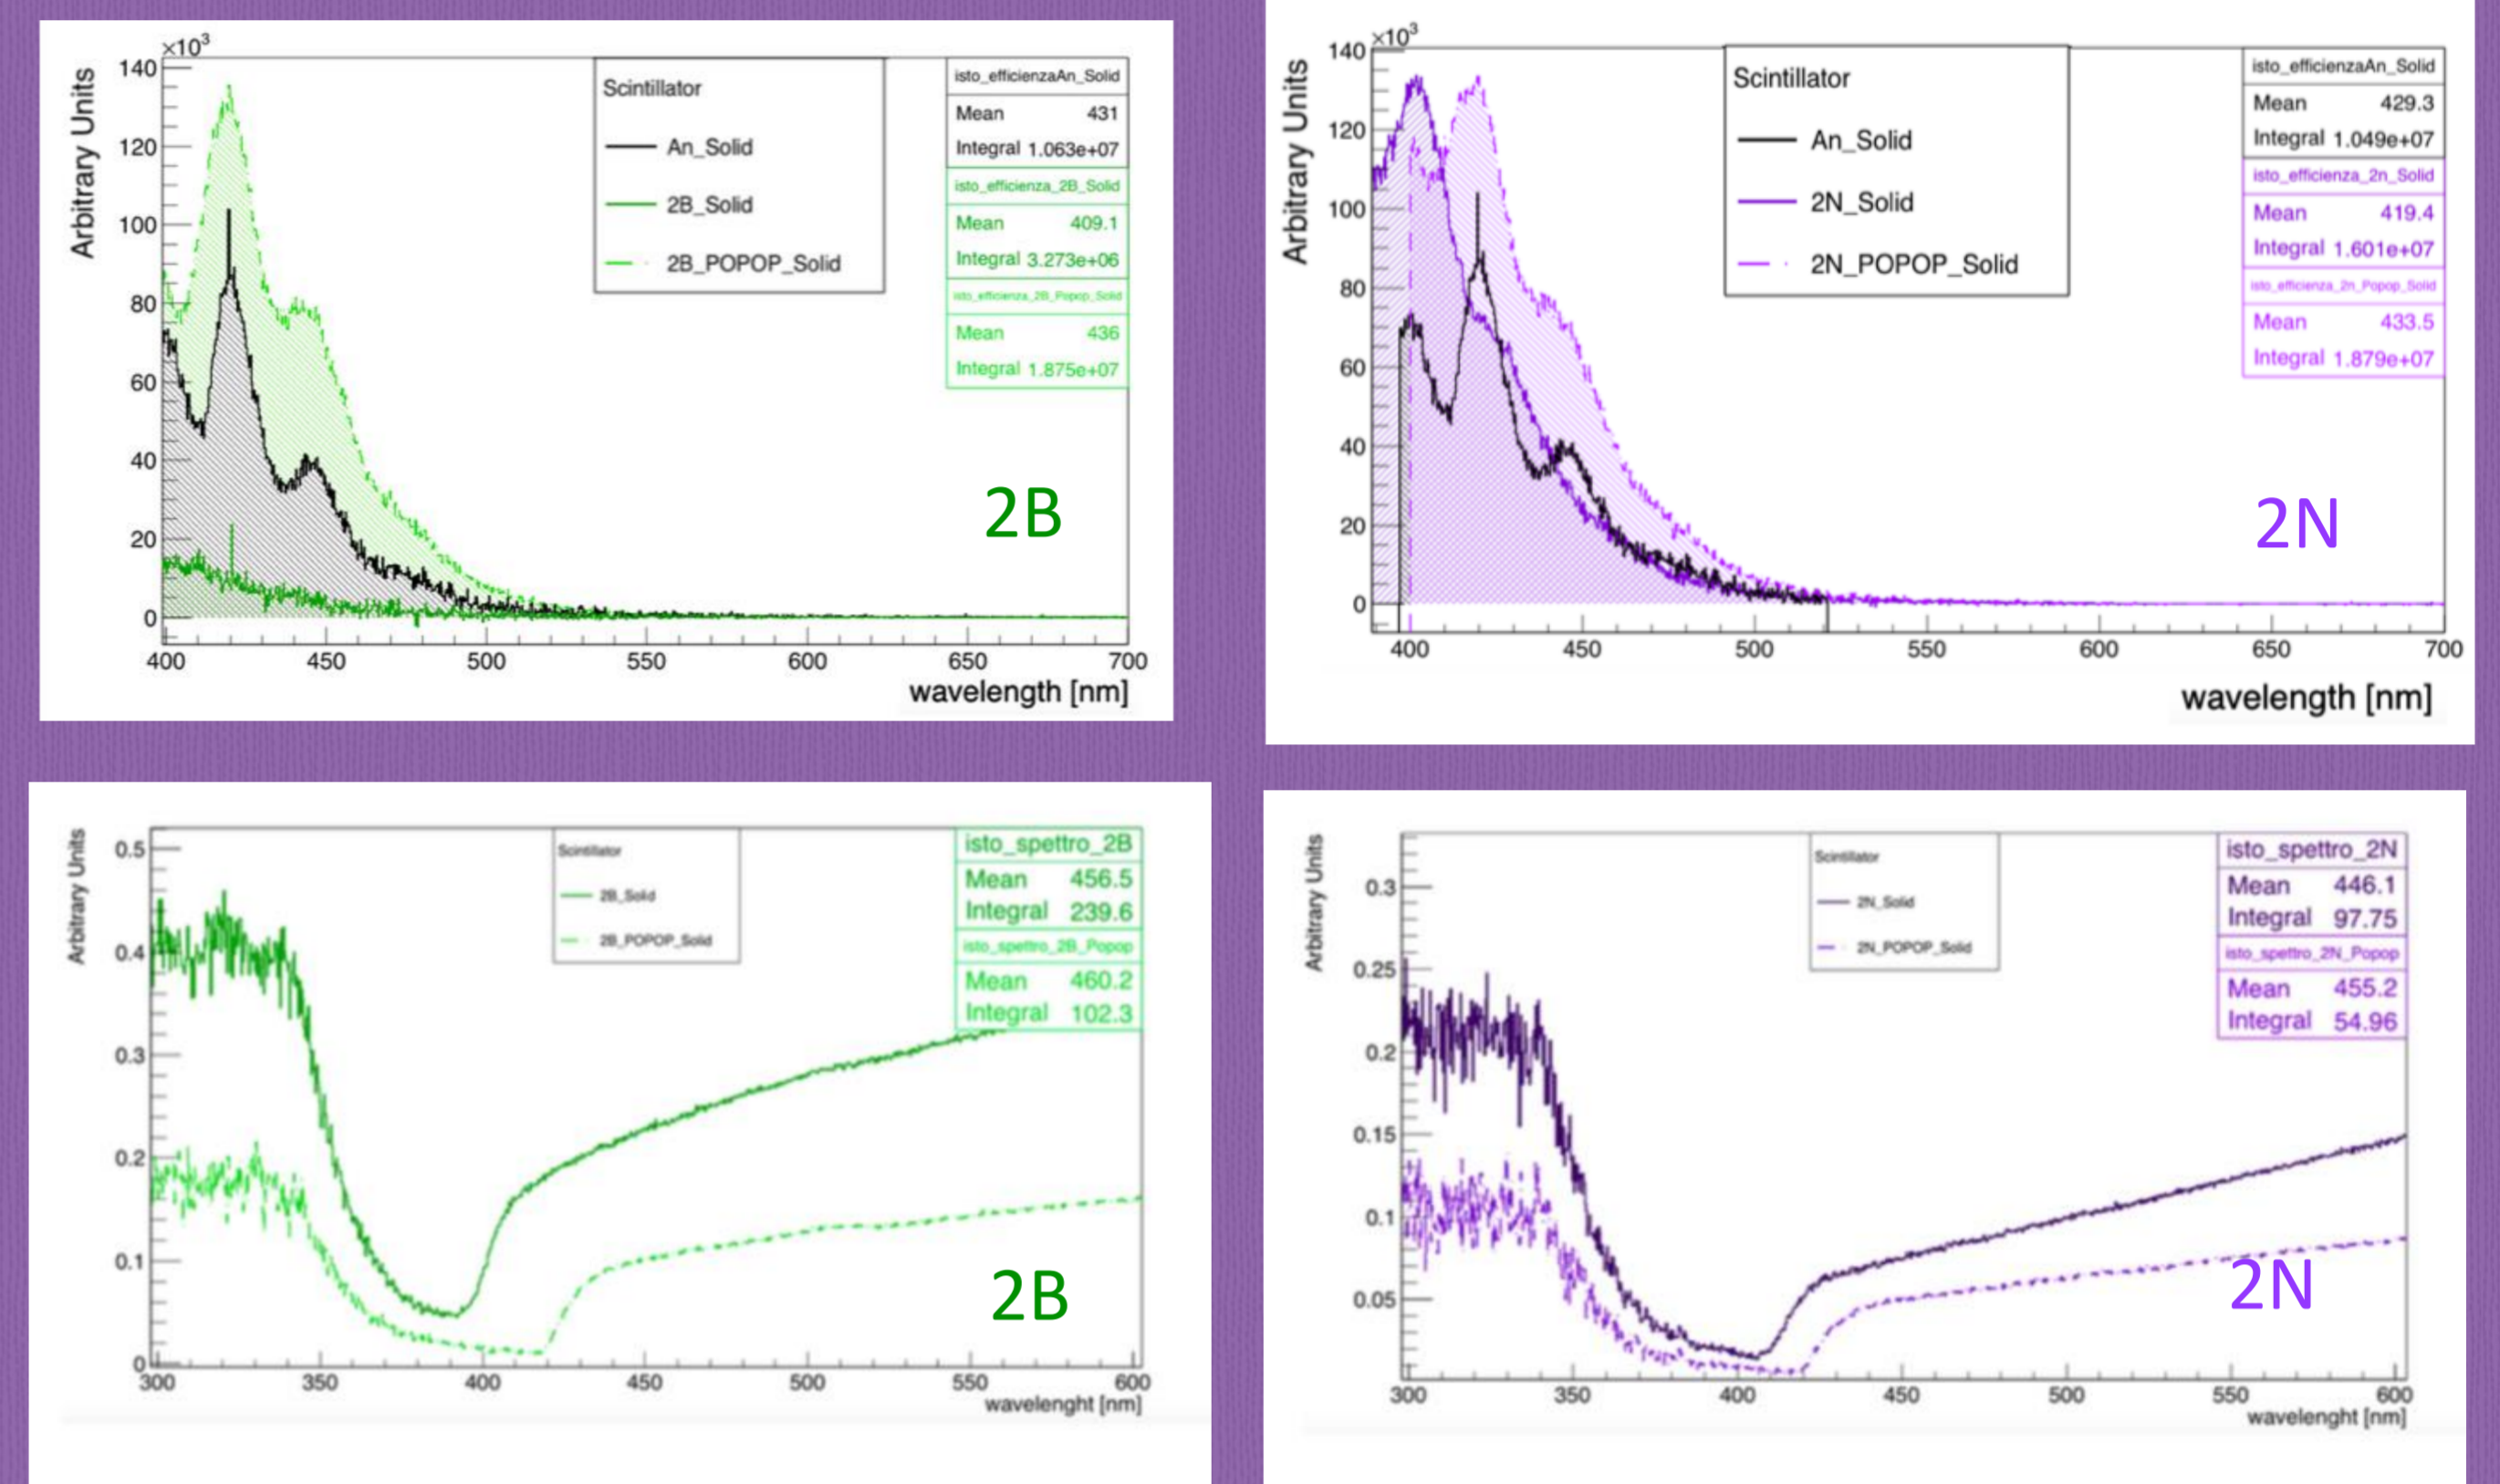 ×10³
140
120
100
80
60
40
20
0
Arbitrary Units
Scintillator
An_Solid
2B_Solid
2B_POPOP_Solid
isto_efficienzaAn_Solid
Mean 431
Integral 1.063e+07
isto_efficienza_2B_Solid
Mean 409.1
Integral 3.273e+06
isto_efficienza_2B_Popop_Solid
Mean 436
Integral 1.875e+07
2B
400 450 500 550 600 650 700
wavelength [nm]
×10³
140
120
100
80
60
40
20
0
Arbitrary Units
Scintillator
An_Solid
2N_Solid
2N_POPOP_Solid
isto_efficienzaAn_Solid
Mean 429.3
Integral 1.049e+07
isto_efficienza_2n_Solid
Mean 419.4
Integral 1.601e+07
isto_efficienza_2n_Popop_Solid
Mean 433.5
Integral 1.879e+07
2N
400 450 500 550 600 650 700
wavelength [nm]
0.5
0.4
0.3
0.2
0.1
0
Arbitrary Units
Scintillator
2B_Solid
2B_POPOP_Solid
isto_spettro_2B
Mean 456.5
Integral 239.6
isto_spettro_2B_Popop
Mean 460.2
Integral 102.3
2B
300 350 400 450 500 550 600
wavelenght [nm]
0.3
0.25
0.2
0.15
0.1
0.05
Arbitrary Units
Scintillator
2N_Solid
2N_POPOP_Solid
isto_spettro_2N
Mean 446.1
Integral 97.75
isto_spettro_2N_Popop
Mean 455.2
Integral 54.96
2N
300 350 400 450 500 550 600
wavelenght [nm]